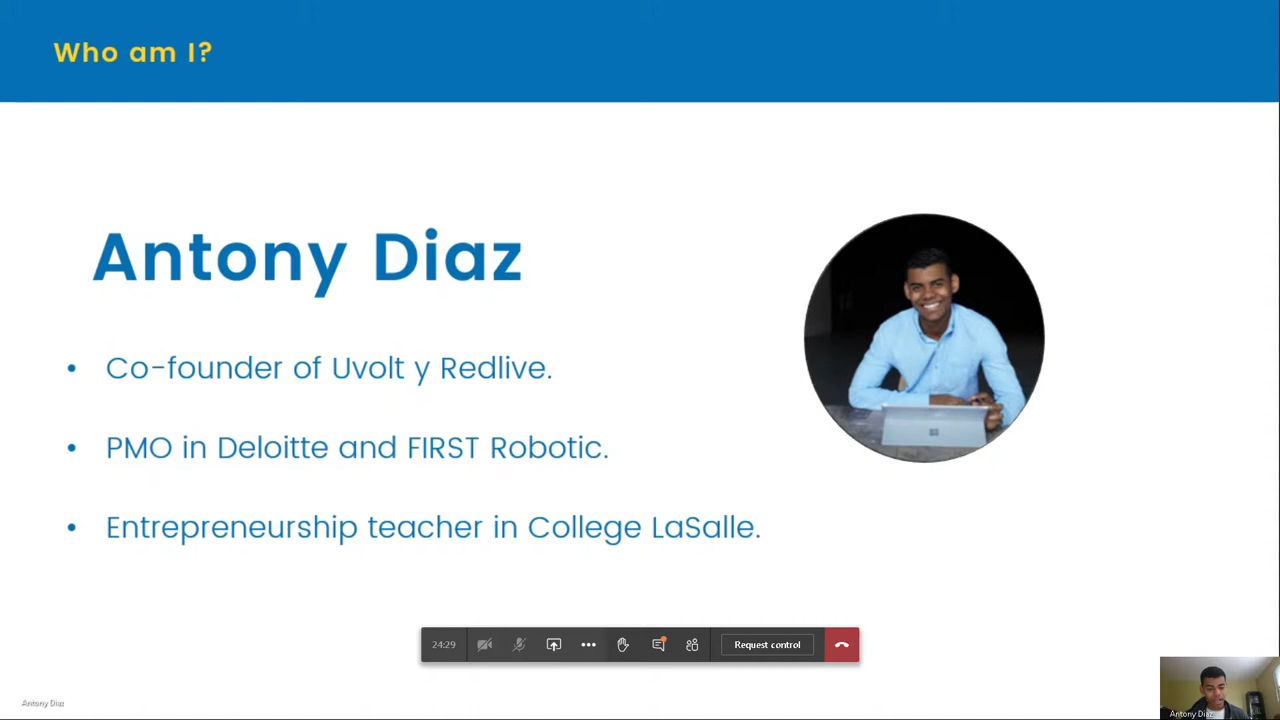 Who am I?
Antony Diaz
• Co-founder of Uvolt y Redlive.
• PMO in Deloitte and FIRST Robotic.
• Entrepreneurship teacher in College LaSalle.
24:29
Request control
Antony Diaz
Antony Diaz